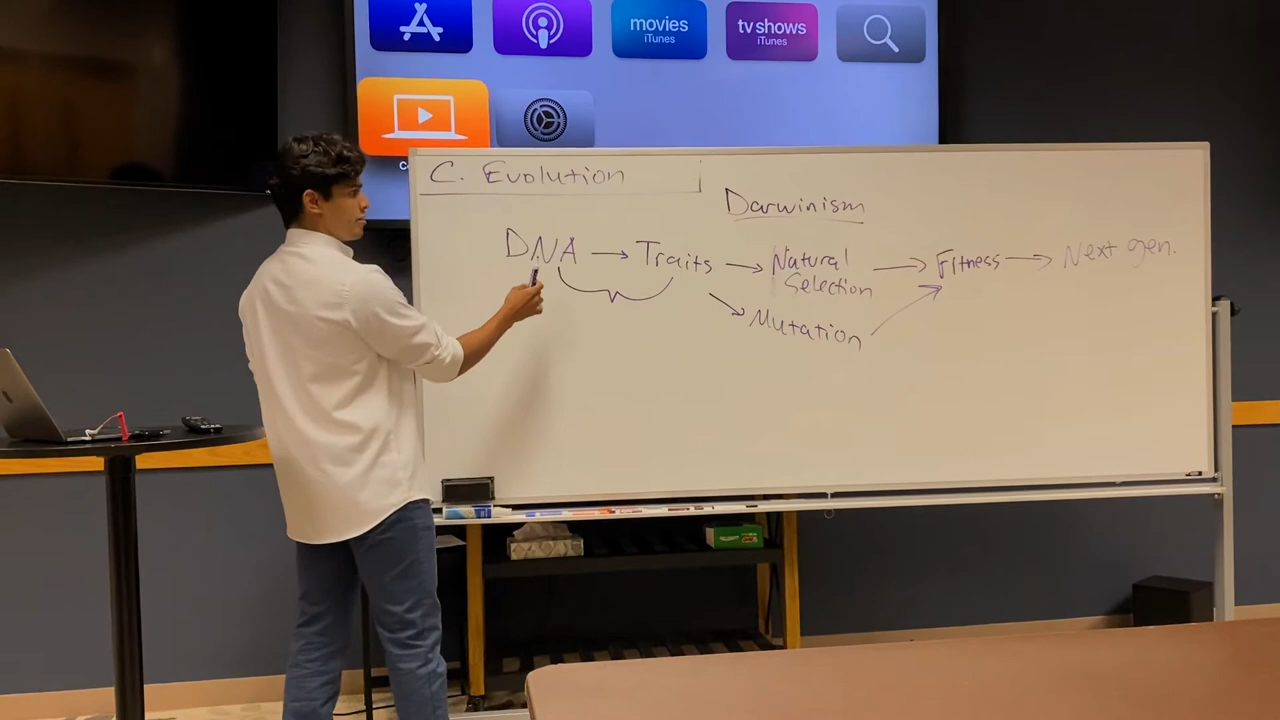 movies
iTunes
tv shows
iTunes
C. Evolution
Darwinism
DNA → Traits → Natural Selection → Fitness → Next gen.
Mutation